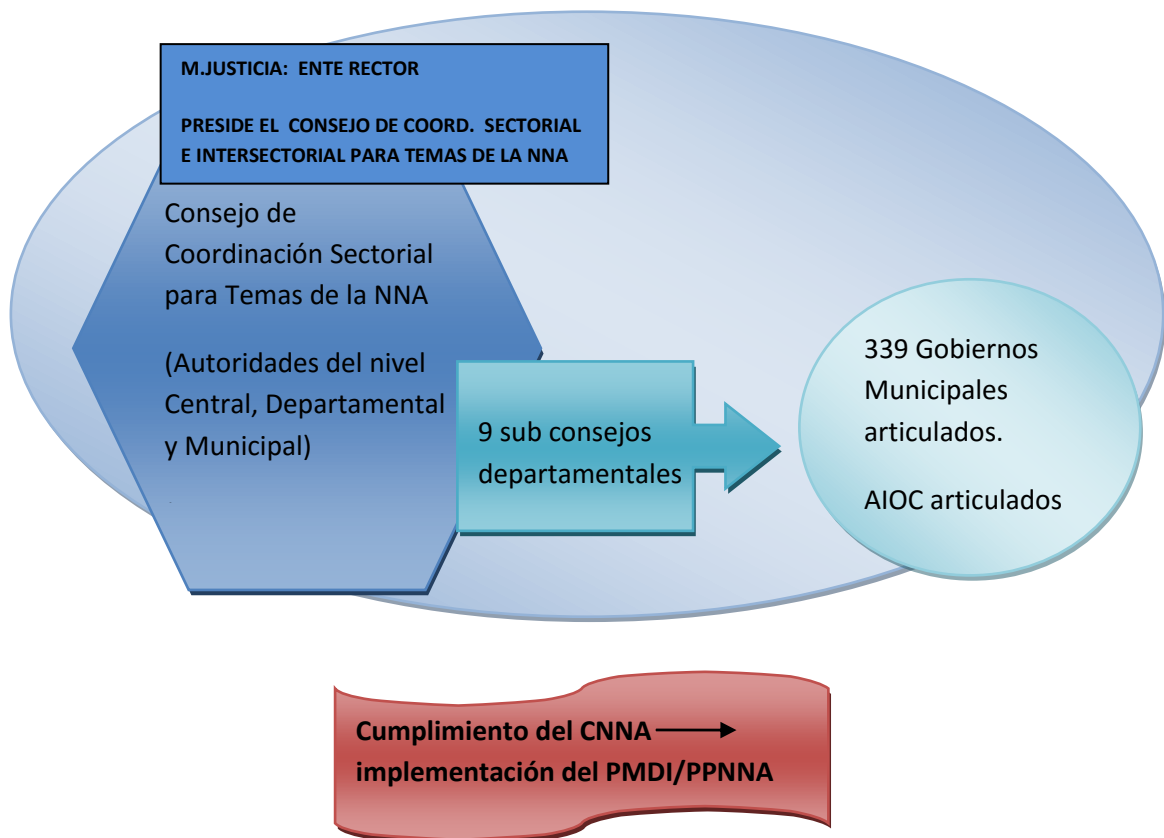 M.JUSTICIA: ENTE RECTOR
PRESIDE EL CONSEJO DE COORD. SECTORIAL
E INTERSECTORIAL PARA TEMAS DE LA NNA
Consejo de
Coordinación Sectorial
para Temas de la NNA
(Autoridades del nivel
Central, Departamental
y Municipal)
9 sub consejos
departamentales
339 Gobiernos
Municipales
articulados.
AIOC articulados
Cumplimiento del CNNA
implementación del PMDI/PPNNA